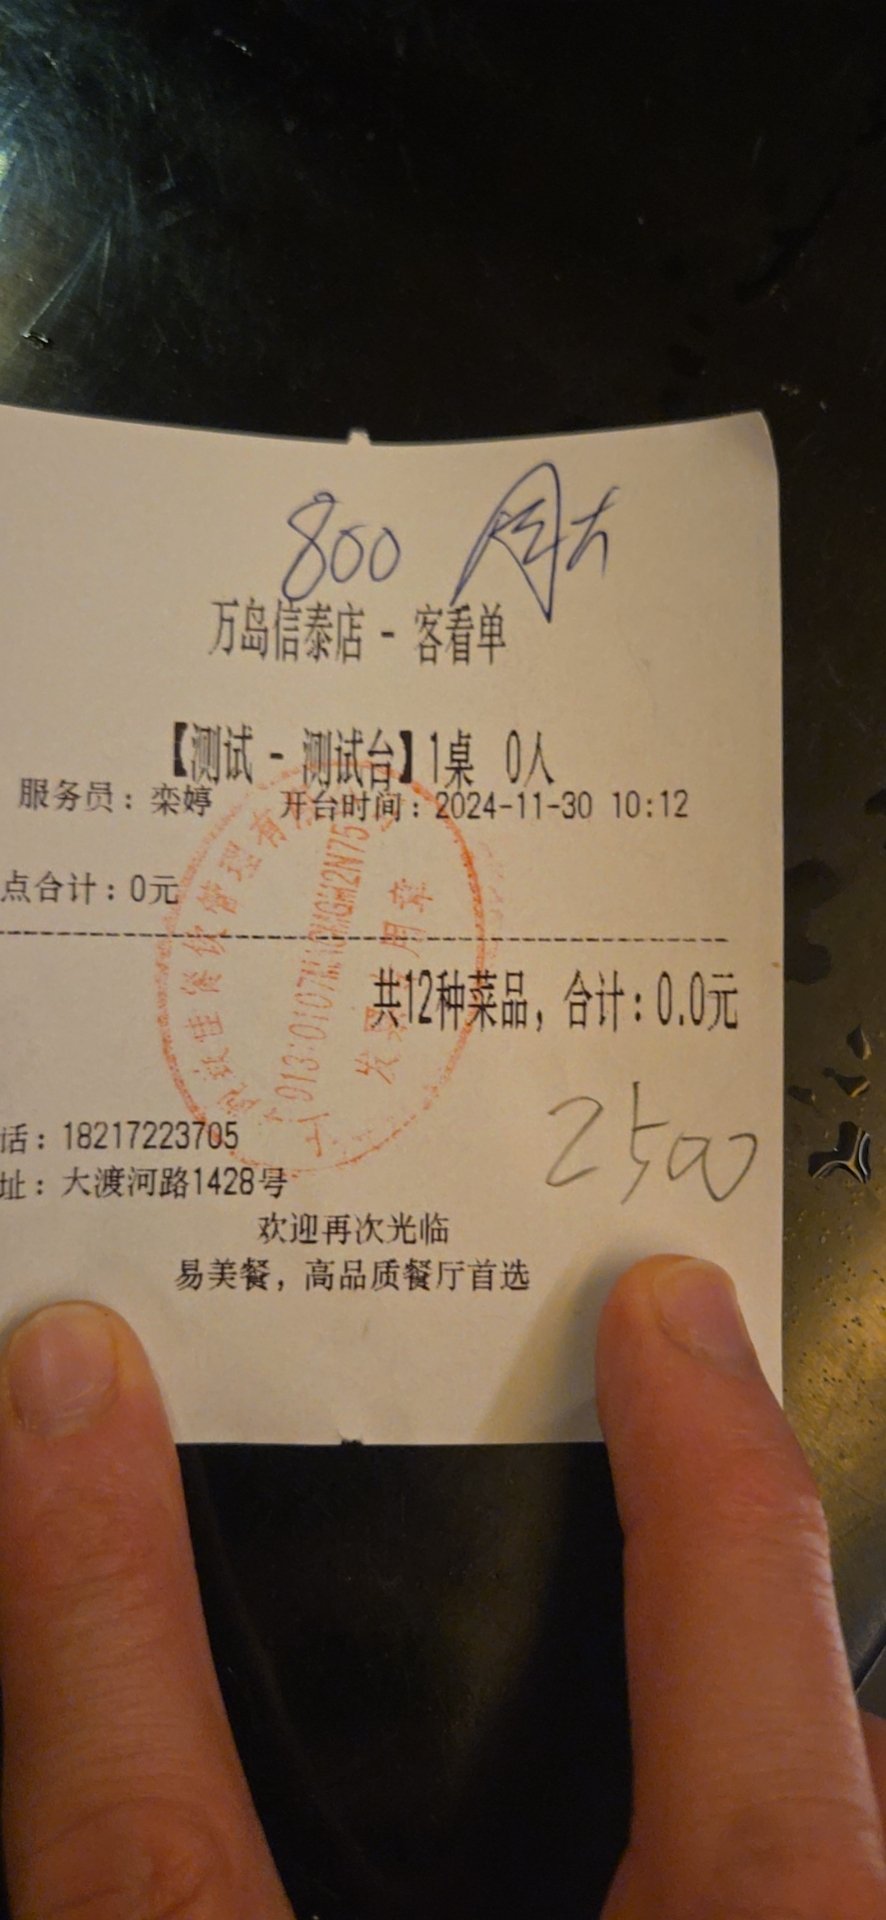 800
万岛信泰店 - 客看单
【测试 - 测试台】1桌 0人
服务员：栾婷 开台时间：2024-11-30 10:12
点合计：0元
共12种菜品，合计：0.0元
2500
话：18217223705
址：大渡河路1428号
欢迎再次光临
易美餐，高品质餐厅首选